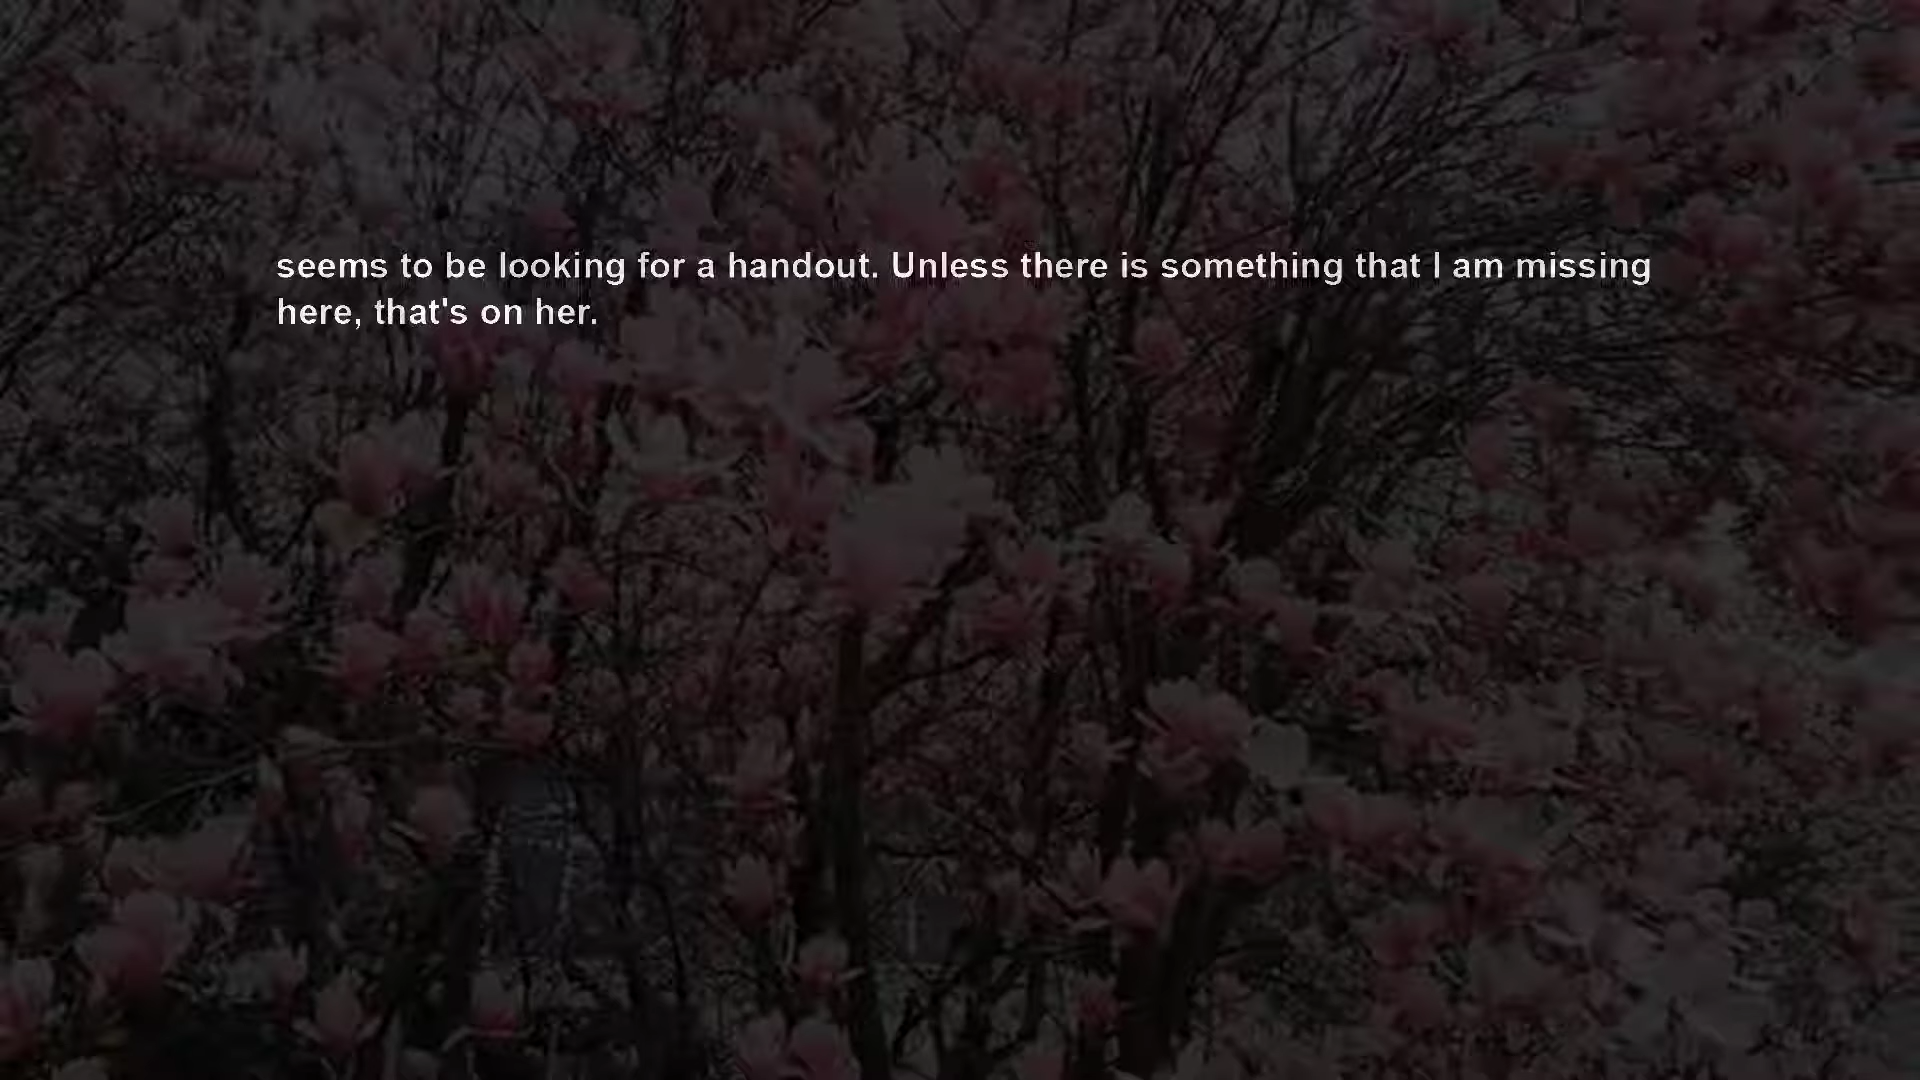 seems to be looking for a handout. Unless there is something that I am missing
here, that's on her.